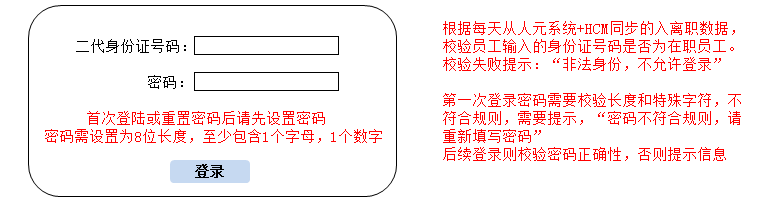 二代身份证号码：
密码：
首次登陆或重置密码后请先设置密码
密码需设置为8位长度，至少包含1个字母，1个数字
登录
根据每天从人元系统+HCM同步的入离职数据，
校验员工输入的身份证号码是否为在职员工。
校验失败提示：“非法身份，不允许登录”
第一次登录密码需要校验长度和特殊字符，不
符合规则，需要提示，“密码不符合规则，请
重新填写密码”
后续登录则校验密码正确性，否则提示信息